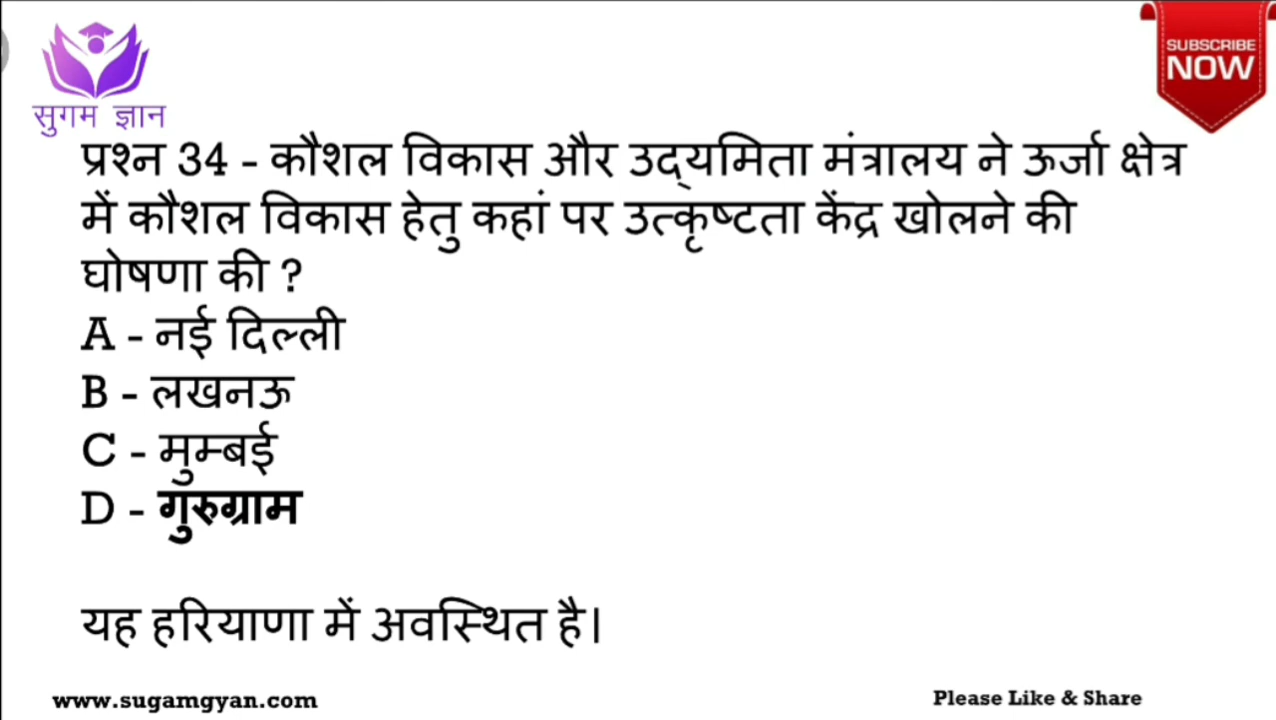 सुगम ज्ञान
SUBSCRIBE
NOW
प्रश्न 34 - कौशल विकास और उद्यमिता मंत्रालय ने ऊर्जा क्षेत्र
में कौशल विकास हेतु कहां पर उत्कृष्टता केंद्र खोलने की
घोषणा की ?
A - नई दिल्ली
B - लखनऊ
C - मुम्बई
D - गुरुग्राम
यह हरियाणा में अवस्थित है।
www.sugamgyan.com
Please Like & Share